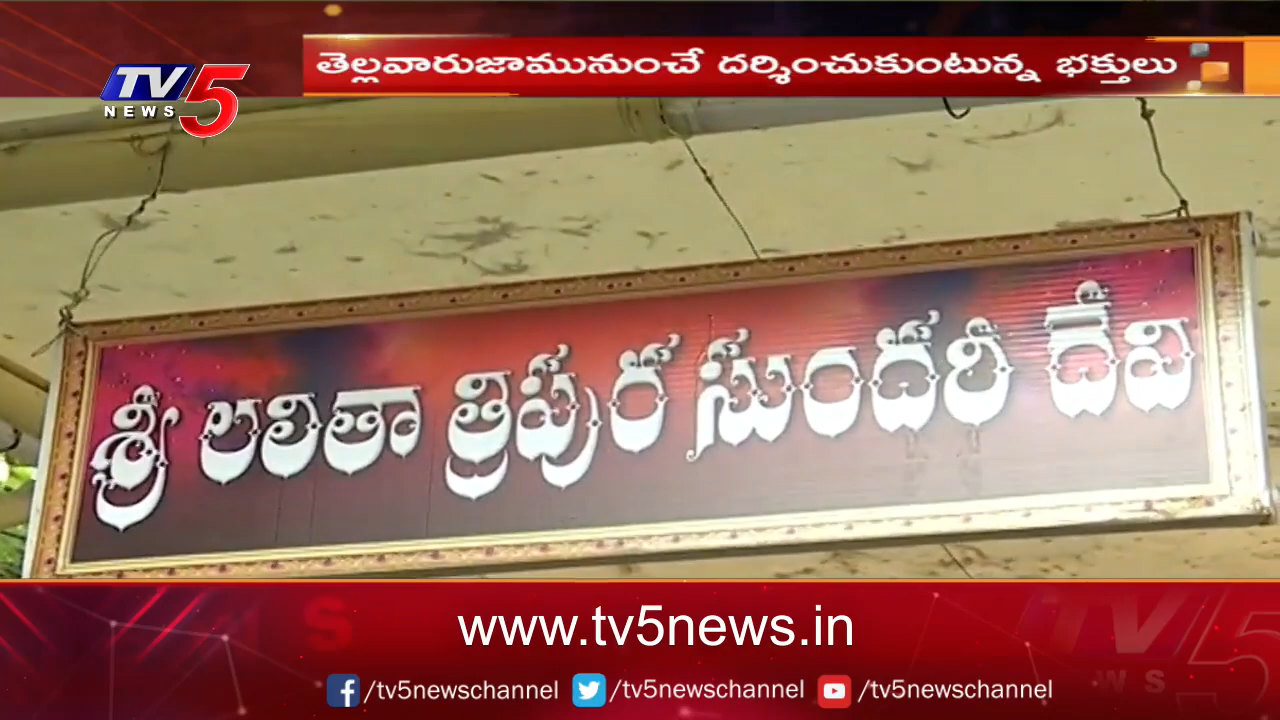 తెల్లవారుజామునుంచే దర్శించుకుంటున్న భక్తులు
TV5
NEWS
శ్రీ లలితా త్రిపుర సుందరీ దేవి
www.tv5news.in
/tv5newschannel /tv5newschannel /tv5newschannel